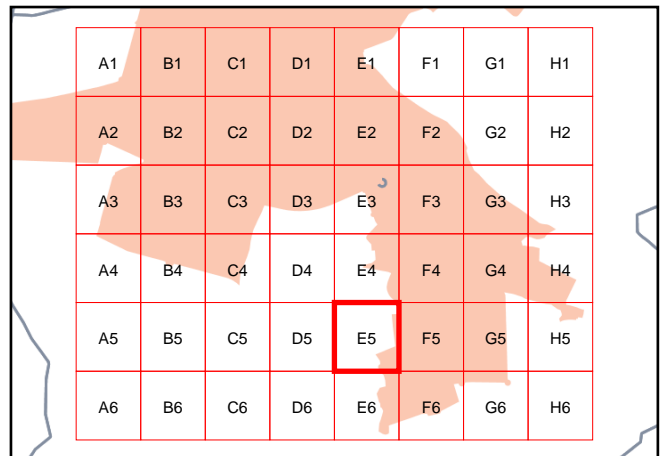 A1 B1 C1 D1 E1 F1 G1 H1
A2 B2 C2 D2 E2 F2 G2 H2
A3 B3 C3 D3 E3 F3 G3 H3
A4 B4 C4 D4 E4 F4 G4 H4
A5 B5 C5 D5 E5 F5 G5 H5
A6 B6 C6 D6 E6 F6 G6 H6